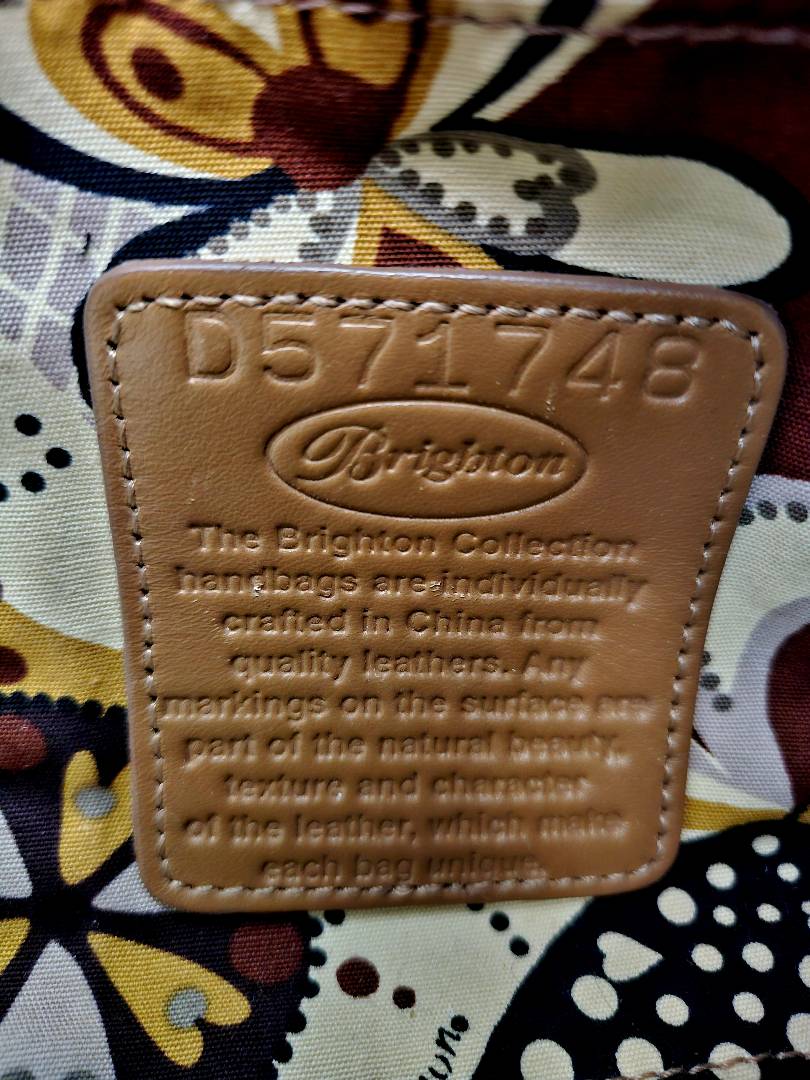 D571748
Brighton
The Brighton Collection
handbags are individually
crafted in China from
quality leathers. Any
markings on the surface are
part of the natural beauty,
texture and character
of the leather, which make
each bag unique.